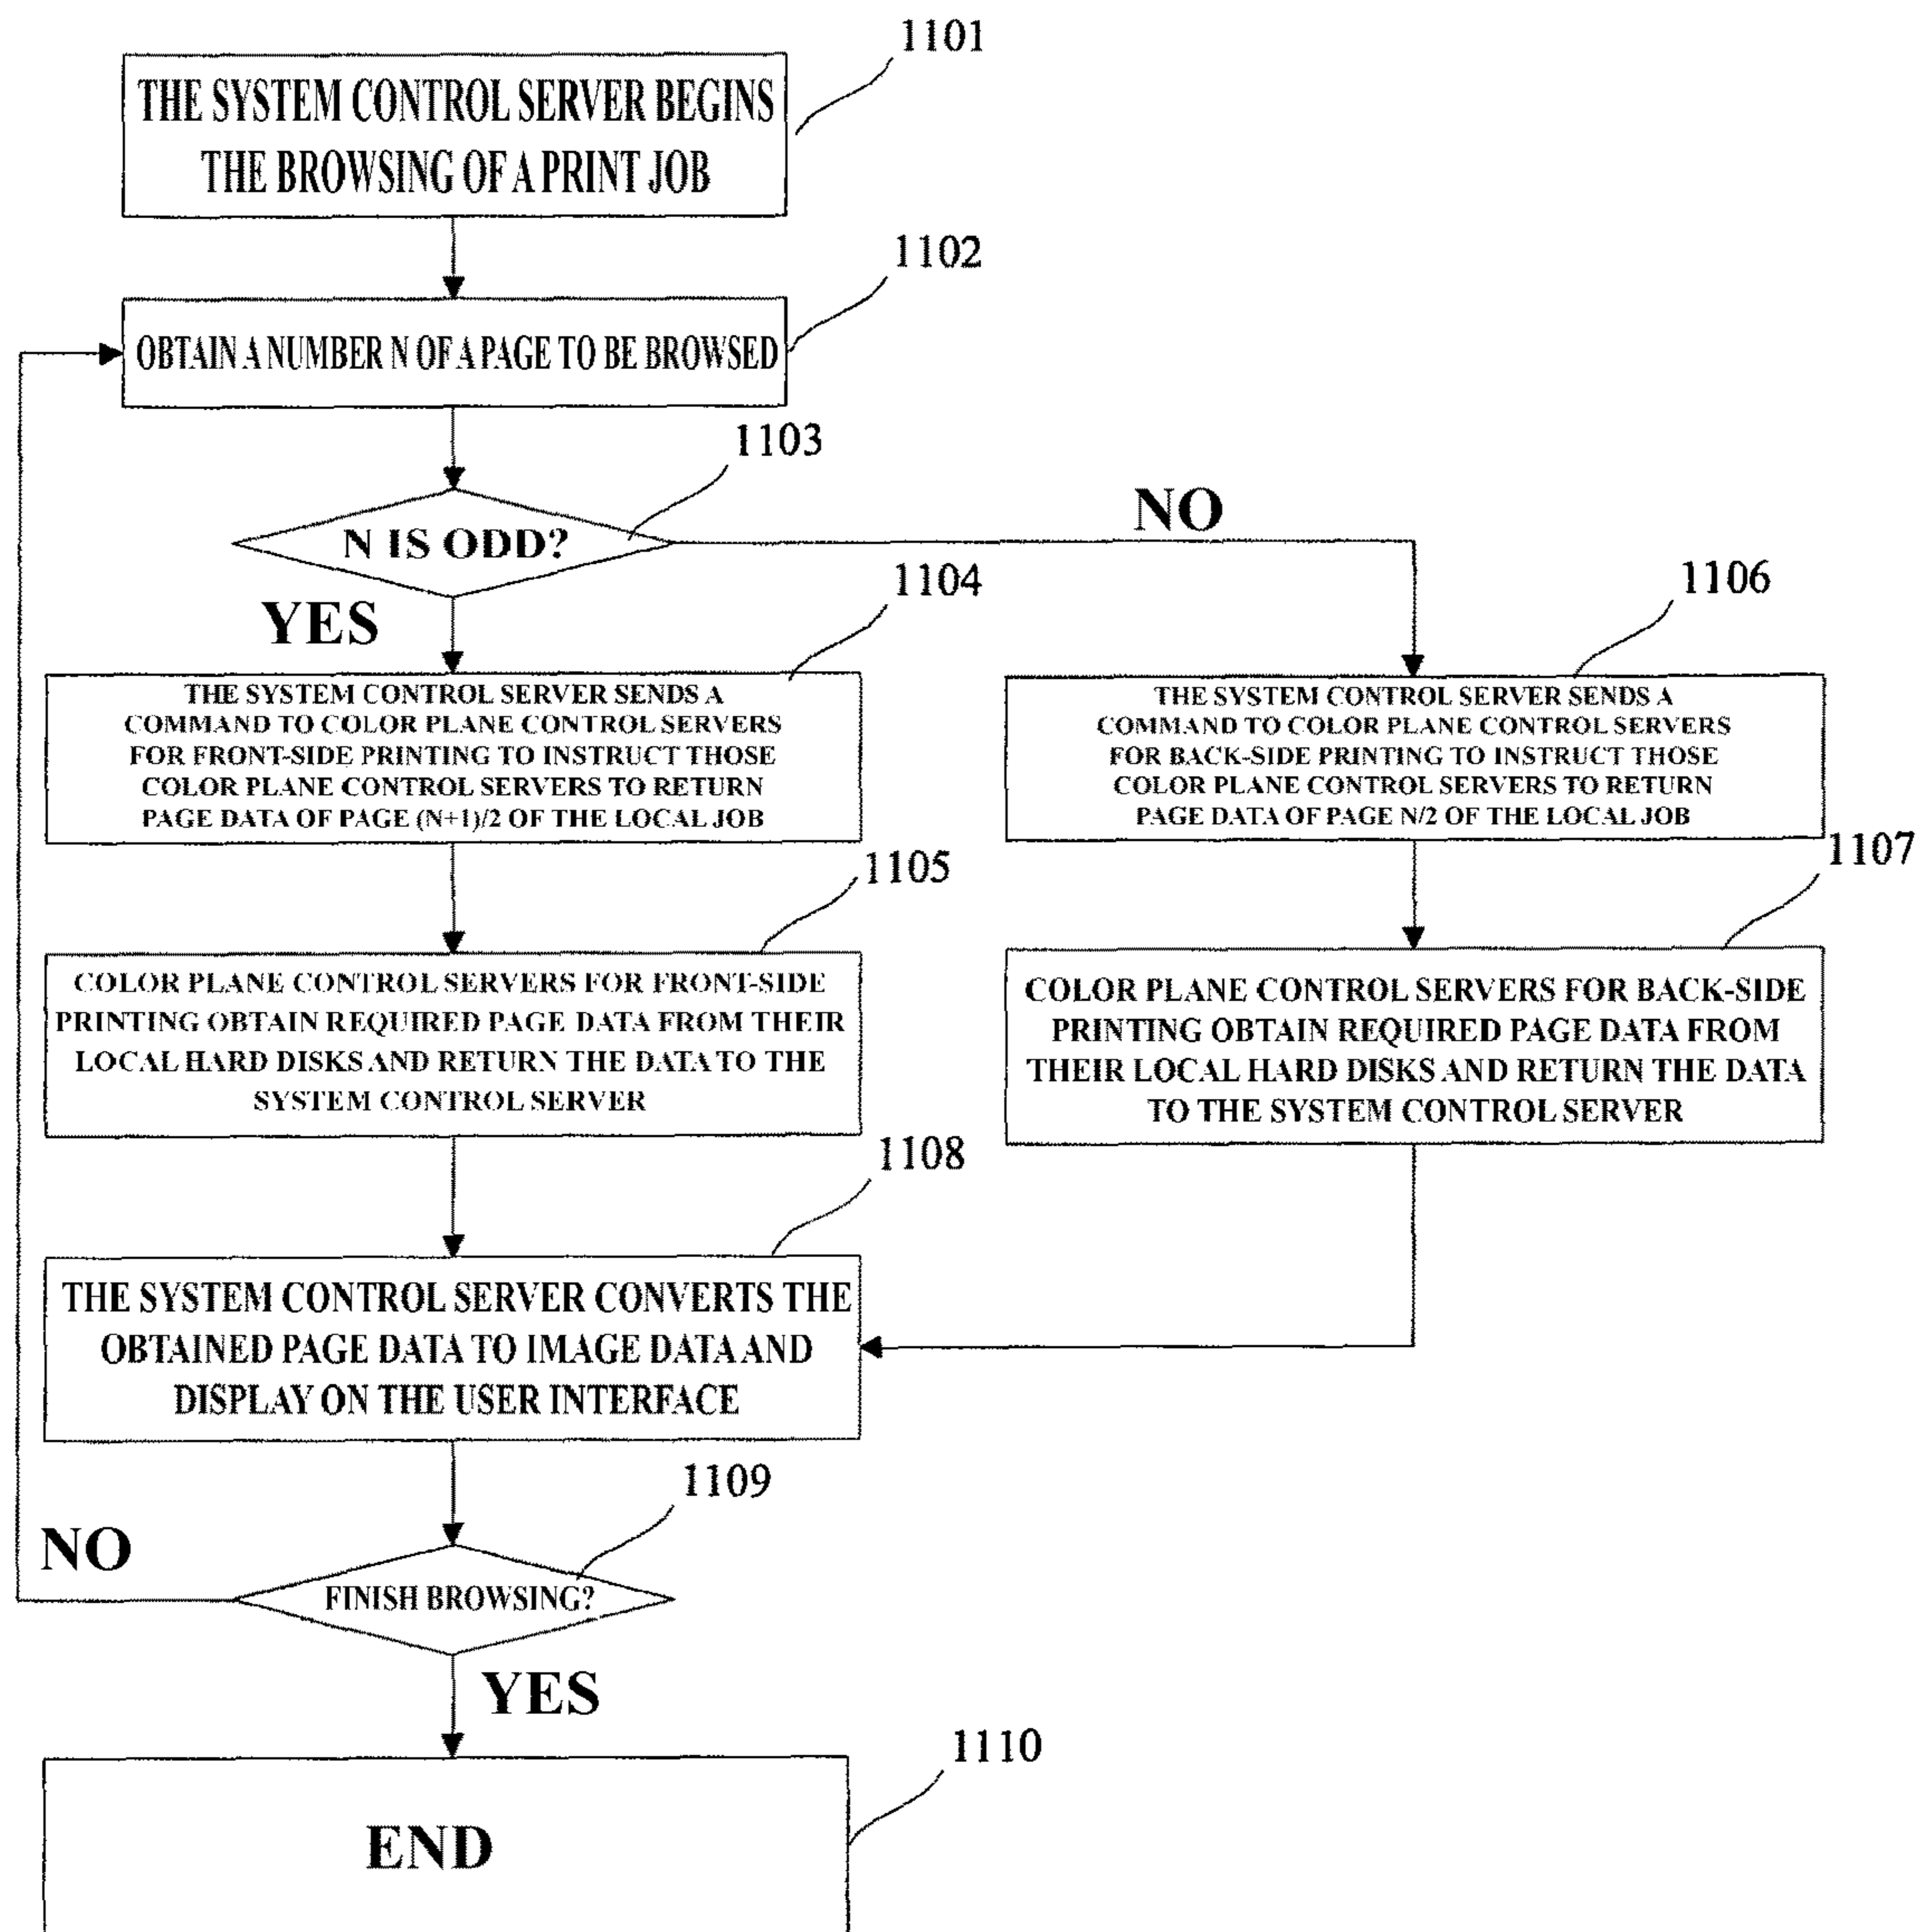 1101
THE SYSTEM CONTROL SERVER BEGINS
THE BROWSING OF A PRINT JOB
1102
OBTAIN A NUMBER N OF A PAGE TO BE BROWSED
1103
N IS ODD?
NO
YES
1104
THE SYSTEM CONTROL SERVER SENDS A
COMMAND TO COLOR PLANE CONTROL SERVERS
FOR FRONT-SIDE PRINTING TO INSTRUCT THOSE
COLOR PLANE CONTROL SERVERS TO RETURN
PAGE DATA OF PAGE (N+1)/2 OF THE LOCAL JOB
1106
THE SYSTEM CONTROL SERVER SENDS A
COMMAND TO COLOR PLANE CONTROL SERVERS
FOR BACK-SIDE PRINTING TO INSTRUCT THOSE
COLOR PLANE CONTROL SERVERS TO RETURN
PAGE DATA OF PAGE N/2 OF THE LOCAL JOB
1105
COLOR PLANE CONTROL SERVERS FOR FRONT-SIDE
PRINTING OBTAIN REQUIRED PAGE DATA FROM THEIR
LOCAL HARD DISKS AND RETURN THE DATA TO THE
SYSTEM CONTROL SERVER
1107
COLOR PLANE CONTROL SERVERS FOR BACK-SIDE
PRINTING OBTAIN REQUIRED PAGE DATA FROM
THEIR LOCAL HARD DISKS AND RETURN THE DATA
TO THE SYSTEM CONTROL SERVER
1108
THE SYSTEM CONTROL SERVER CONVERTS THE
OBTAINED PAGE DATA TO IMAGE DATA AND
DISPLAY ON THE USER INTERFACE
1109
FINISH BROWSING?
NO
YES
1110
END